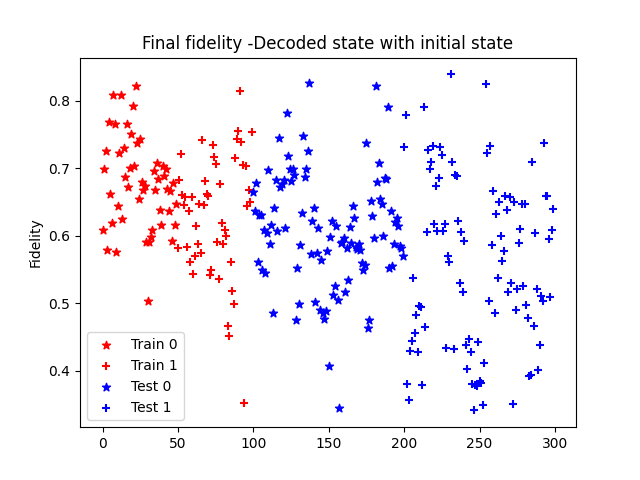 Final fidelity -Decoded state with initial state
0.8
0.7
0.6
0.5
0.4
Fidelity
Train 0
Train 1
Test 0
Test 1
0 50 100 150 200 250 300